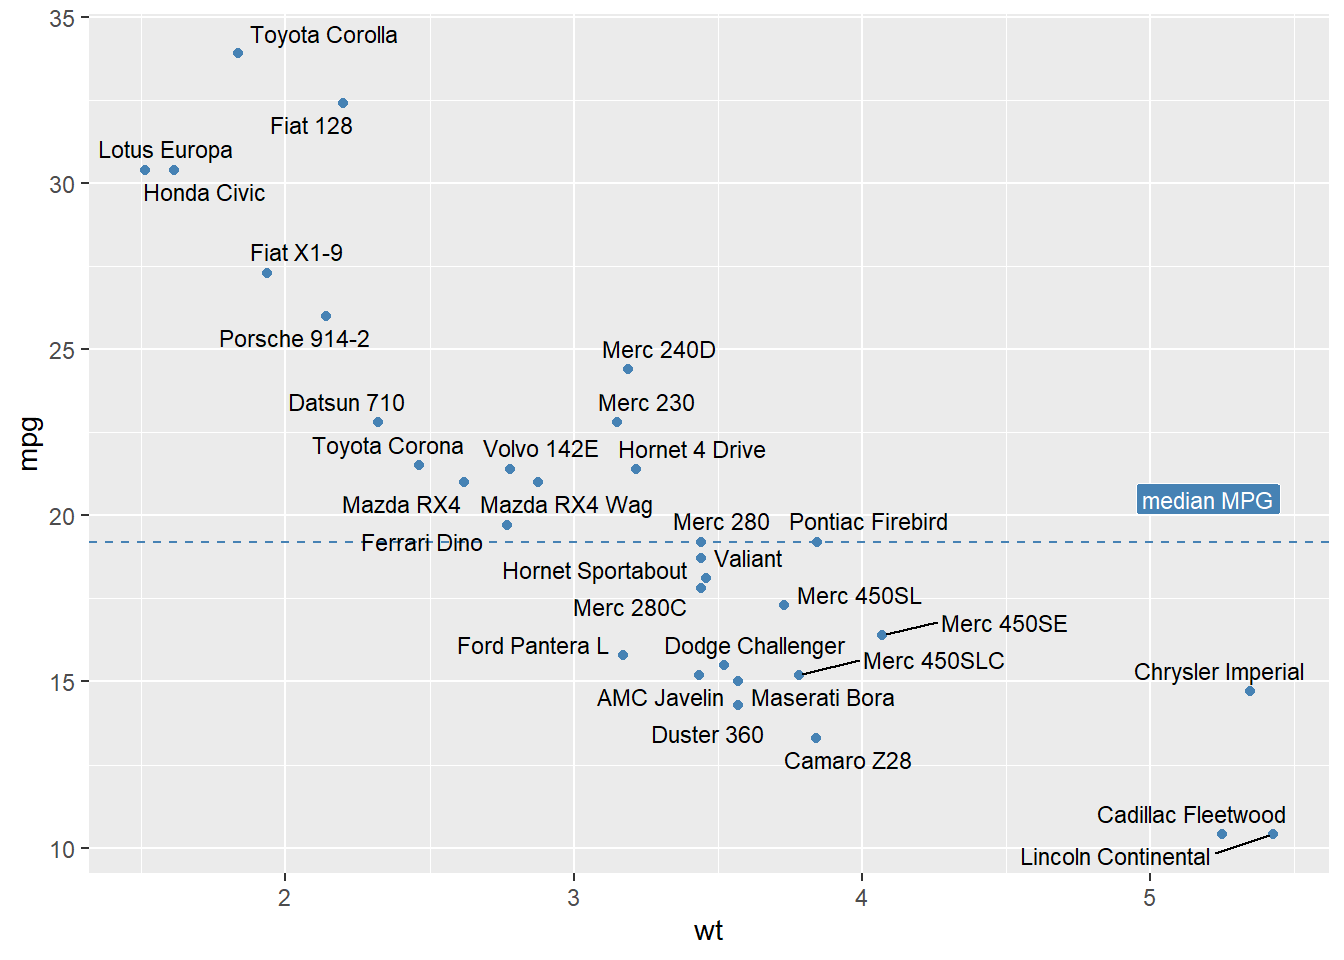 35
Toyota Corolla
Fiat 128
Lotus Europa
30
Honda Civic
Fiat X1-9
Porsche 914-2
25
Merc 240D
Datsun 710
Merc 230
Toyota Corona
Volvo 142E
Hornet 4 Drive
mpg
Mazda RX4
Mazda RX4 Wag
median MPG
20
Merc 280
Pontiac Firebird
Ferrari Dino
Valiant
Hornet Sportabout
Merc 280C
Merc 450SL
Merc 450SE
Ford Pantera L
Dodge Challenger
Merc 450SLC
Chrysler Imperial
15
AMC Javelin
Maserati Bora
Duster 360
Camaro Z28
Cadillac Fleetwood
10
Lincoln Continental
2
3
4
5
wt